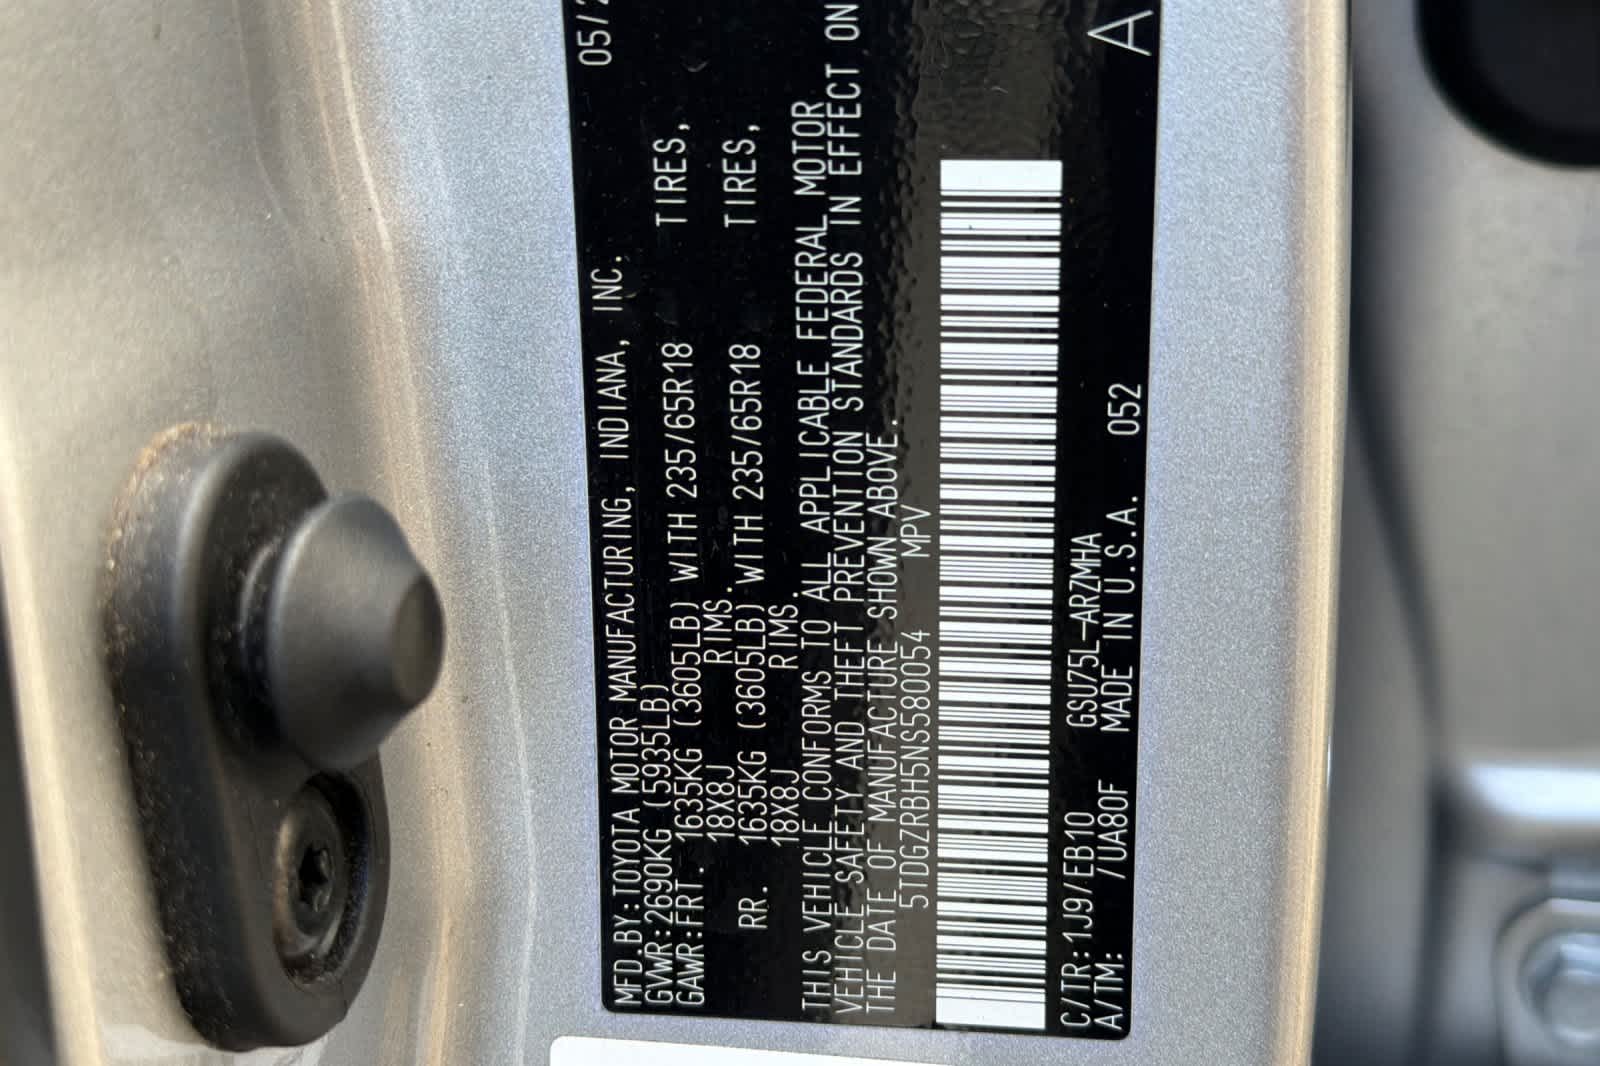 05/2
MFD.BY:TOYOTA MOTOR MANUFACTURING, INDIANA, INC.
GVWR:2690KG (5935LB)
GAWR:FRT. 1635KG (3605LB) WITH 235/65R18 TIRES,
18X8J RIMS.
RR. 1635KG (3605LB) WITH 235/65R18 TIRES,
18X8J RIMS.
THIS VEHICLE CONFORMS TO ALL APPLICABLE FEDERAL MOTOR
VEHICLE SAFETY AND THEFT PREVENTION STANDARDS IN EFFECT ON
THE DATE OF MANUFACTURE SHOWN ABOVE.
5TDGZRBH5NS580054 MPV
C/TR:1J9/EB10 GSU75L-ARZMHA
A/TM: /UA80F MADE IN U.S.A. 052 A